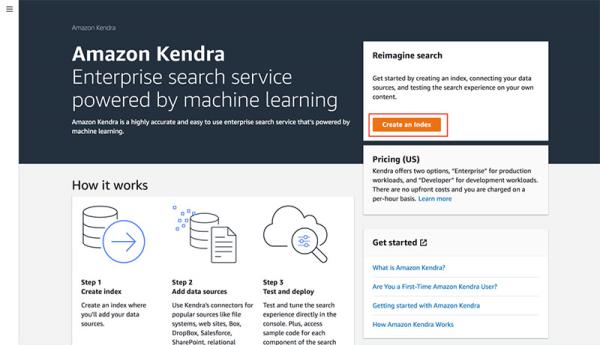 Amazon Kendra
Amazon Kendra
Enterprise search service
powered by machine learning
Amazon Kendra is a highly accurate and easy to use enterprise search service that's powered by
machine learning.
Reimagine search
Get started by creating an index, connecting your data
sources, and testing the search experience on your own
content.
Create an Index
Pricing (US)
Kendra offers two options, "Enterprise" for production
workloads, and "Developer" for development workloads.
There are no upfront costs and you are charged on a
per-hour basis. Learn more
How it works
Step 1
Create index
Create an index where
you'll add your data
sources.
Step 2
Add data sources
Use Kendra's connectors for
popular sources like file
systems, web sites, Box,
DropBox, Salesforce,
SharePoint, relational
Step 3
Test and deploy
Test and tune the search
experience directly in the
console. Plus, access
sample code for each
component of the search
Get started
What is Amazon Kendra?
Are You a First-Time Amazon Kendra User?
Getting started with Amazon Kendra
How Amazon Kendra Works